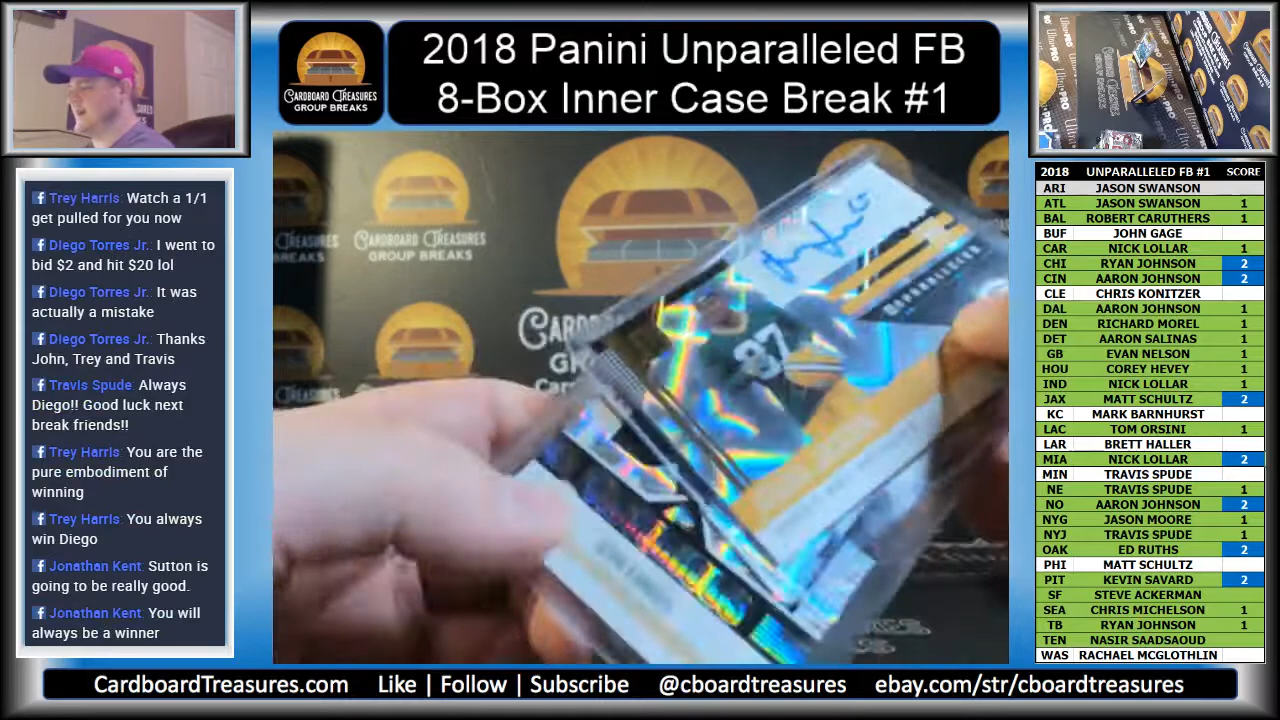 2018 Panini Unparalleled FB
8-Box Inner Case Break #1
CARDBOARD TREASURES
GROUP BREAKS
Trey Harris: Watch a 1/1
get pulled for you now
Diego Torres Jr.: I went to
bid $2 and hit $20 lol
Diego Torres Jr.: It was
actually a mistake
Diego Torres Jr.: Thanks
John, Trey and Travis
Travis Spude: Always
Diego!! Good luck next
break friends!!
Trey Harris: You are the
pure embodiment of
winning
Trey Harris: You always
win Diego
Jonathan Kent: Sutton is
going to be really good.
Jonathan Kent: You will
always be a winner
CARDBOARD TREASURES
GROUP BREAKS
87
UNPARALLELED
2018 UNPARALLELED FB #1 SCORE
ARI JASON SWANSON
ATL JASON SWANSON 1
BAL ROBERT CARUTHERS 1
BUF JOHN GAGE
CAR NICK LOLLAR 1
CHI RYAN JOHNSON 2
CIN AARON JOHNSON 2
CLE CHRIS KONITZER
DAL AARON JOHNSON 1
DEN RICHARD MOREL 1
DET AARON SALINAS 1
GB EVAN NELSON 1
HOU COREY HEVEY 1
IND NICK LOLLAR 1
JAX MATT SCHULTZ 2
KC MARK BARNHURST
LAC TOM ORSINI 1
LAR BRETT HALLER
MIA NICK LOLLAR 2
MIN TRAVIS SPUDE
NE TRAVIS SPUDE 1
NO AARON JOHNSON 2
NYG JASON MOORE 1
NYJ TRAVIS SPUDE 1
OAK ED RUTHS 2
PHI MATT SCHULTZ
PIT KEVIN SAVARD 2
SF STEVE ACKERMAN
SEA CHRIS MICHELSON 1
TB RYAN JOHNSON 1
TEN NASIR SAADSAOUD
WAS RACHAEL MCGLOTHLIN
CardboardTreasures.com Like | Follow | Subscribe @cboardtreasures ebay.com/str/cboardtreasures